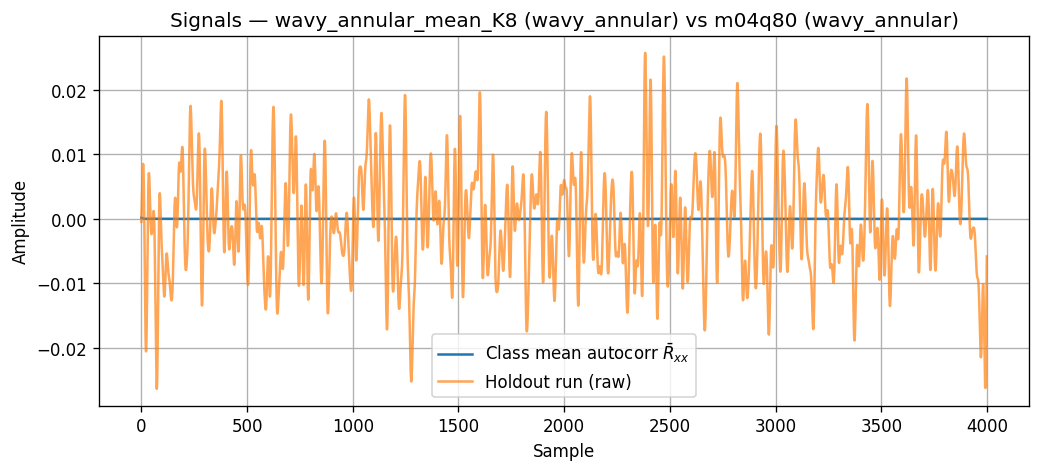 Signals — wavy_annular_mean_K8 (wavy_annular) vs m04q80 (wavy_annular)
Amplitude
0.02
0.01
0.00
−0.01
−0.02
Class mean autocorr R̄xx
Holdout run (raw)
0 500 1000 1500 2000 2500 3000 3500 4000
Sample